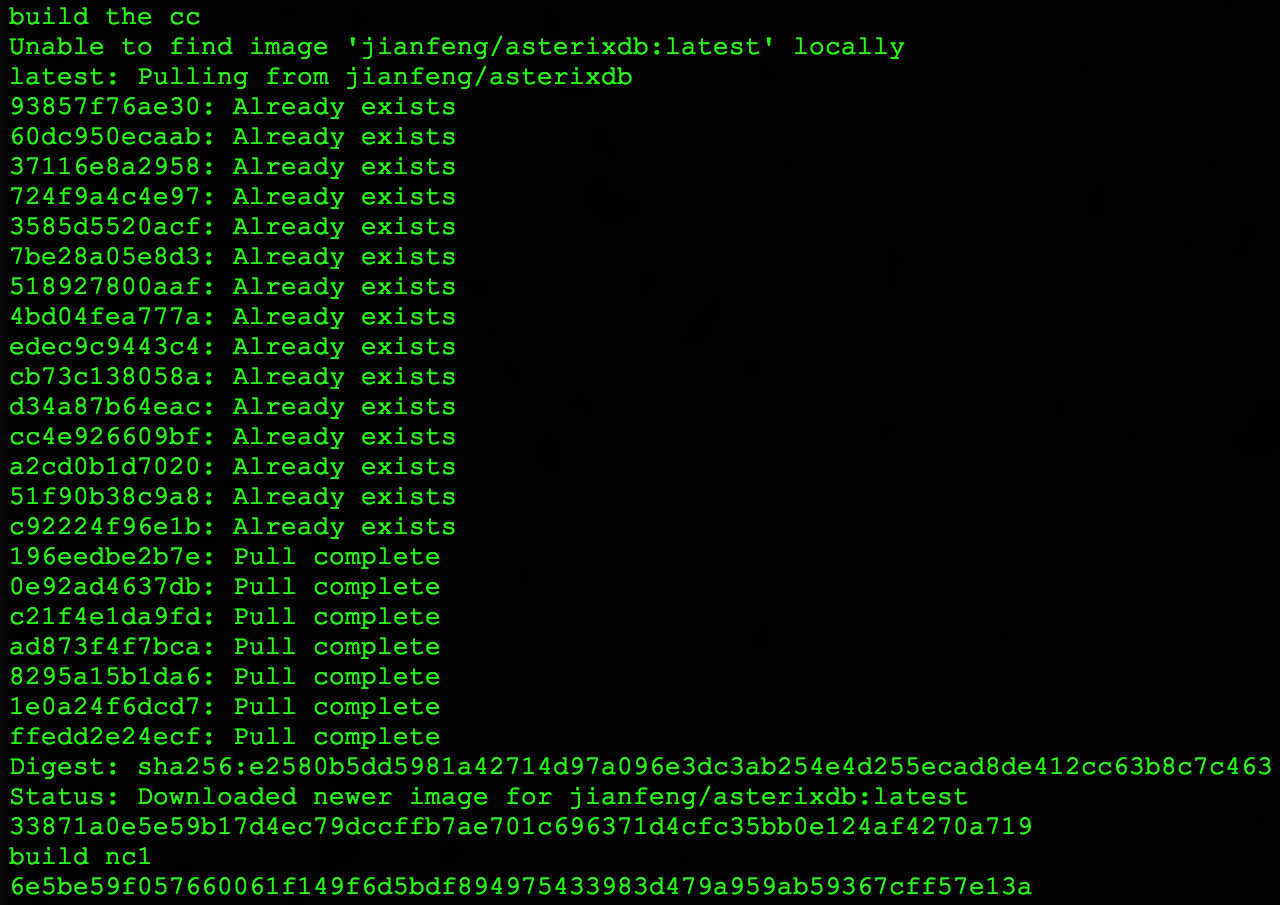 build the cc
Unable to find image 'jianfeng/asterixdb:latest' locally
latest: Pulling from jianfeng/asterixdb
93857f76ae30: Already exists
60dc950ecaab: Already exists
37116e8a2958: Already exists
724f9a4c4e97: Already exists
3585d5520acf: Already exists
7be28a05e8d3: Already exists
518927800aaf: Already exists
4bd04fea777a: Already exists
edec9c9443c4: Already exists
cb73c138058a: Already exists
d34a87b64eac: Already exists
cc4e926609bf: Already exists
a2cd0b1d7020: Already exists
51f90b38c9a8: Already exists
c92224f96e1b: Already exists
196eedbe2b7e: Pull complete
0e92ad4637db: Pull complete
c21f4e1da9fd: Pull complete
ad873f4f7bca: Pull complete
8295a15b1da6: Pull complete
1e0a24f6dcd7: Pull complete
ffedd2e24ecf: Pull complete
Digest: sha256:e2580b5dd5981a42714d97a096e3dc3ab254e4d255ecad8de412cc63b8c7c463
Status: Downloaded newer image for jianfeng/asterixdb:latest
33871a0e5e59b17d4ec79dccffb7ae701c696371d4cfc35bb0e124af4270a719
build nc1
6e5be59f057660061f149f6d5bdf894975433983d479a959ab59367cff57e13a